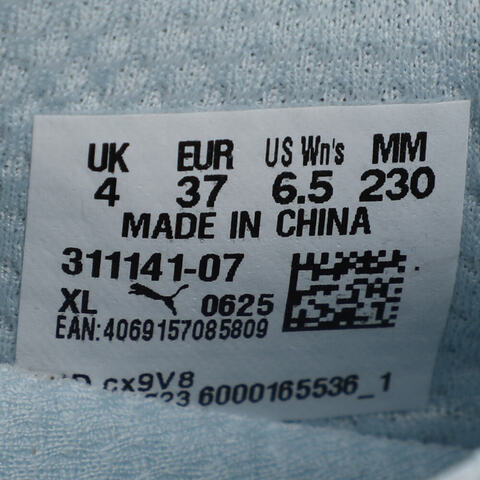 UK EUR US Wn's MM
4 37 6.5 230
MADE IN CHINA
311141-07
XL 0625
EAN:4069157085809
cx9V8
6000165536_1